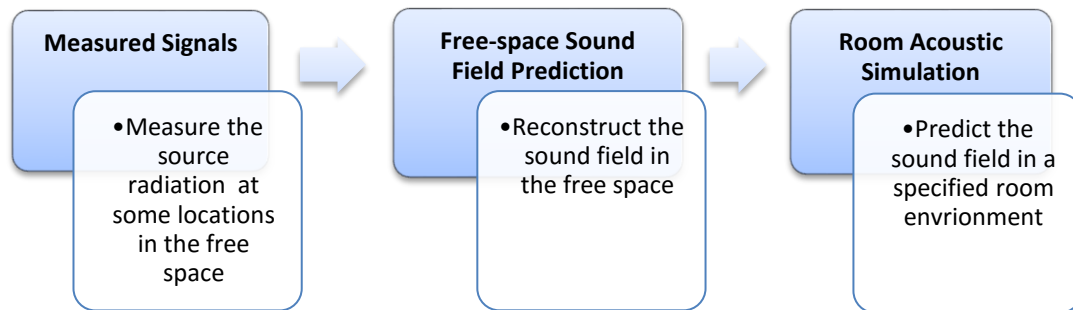 Measured Signals
•Measure the
source
radiation at
some locations
in the free
space
Free-space Sound
Field Prediction
•Reconstruct the
sound field in
the free space
Room Acoustic
Simulation
•Predict the
sound field in a
specified room
envrionment